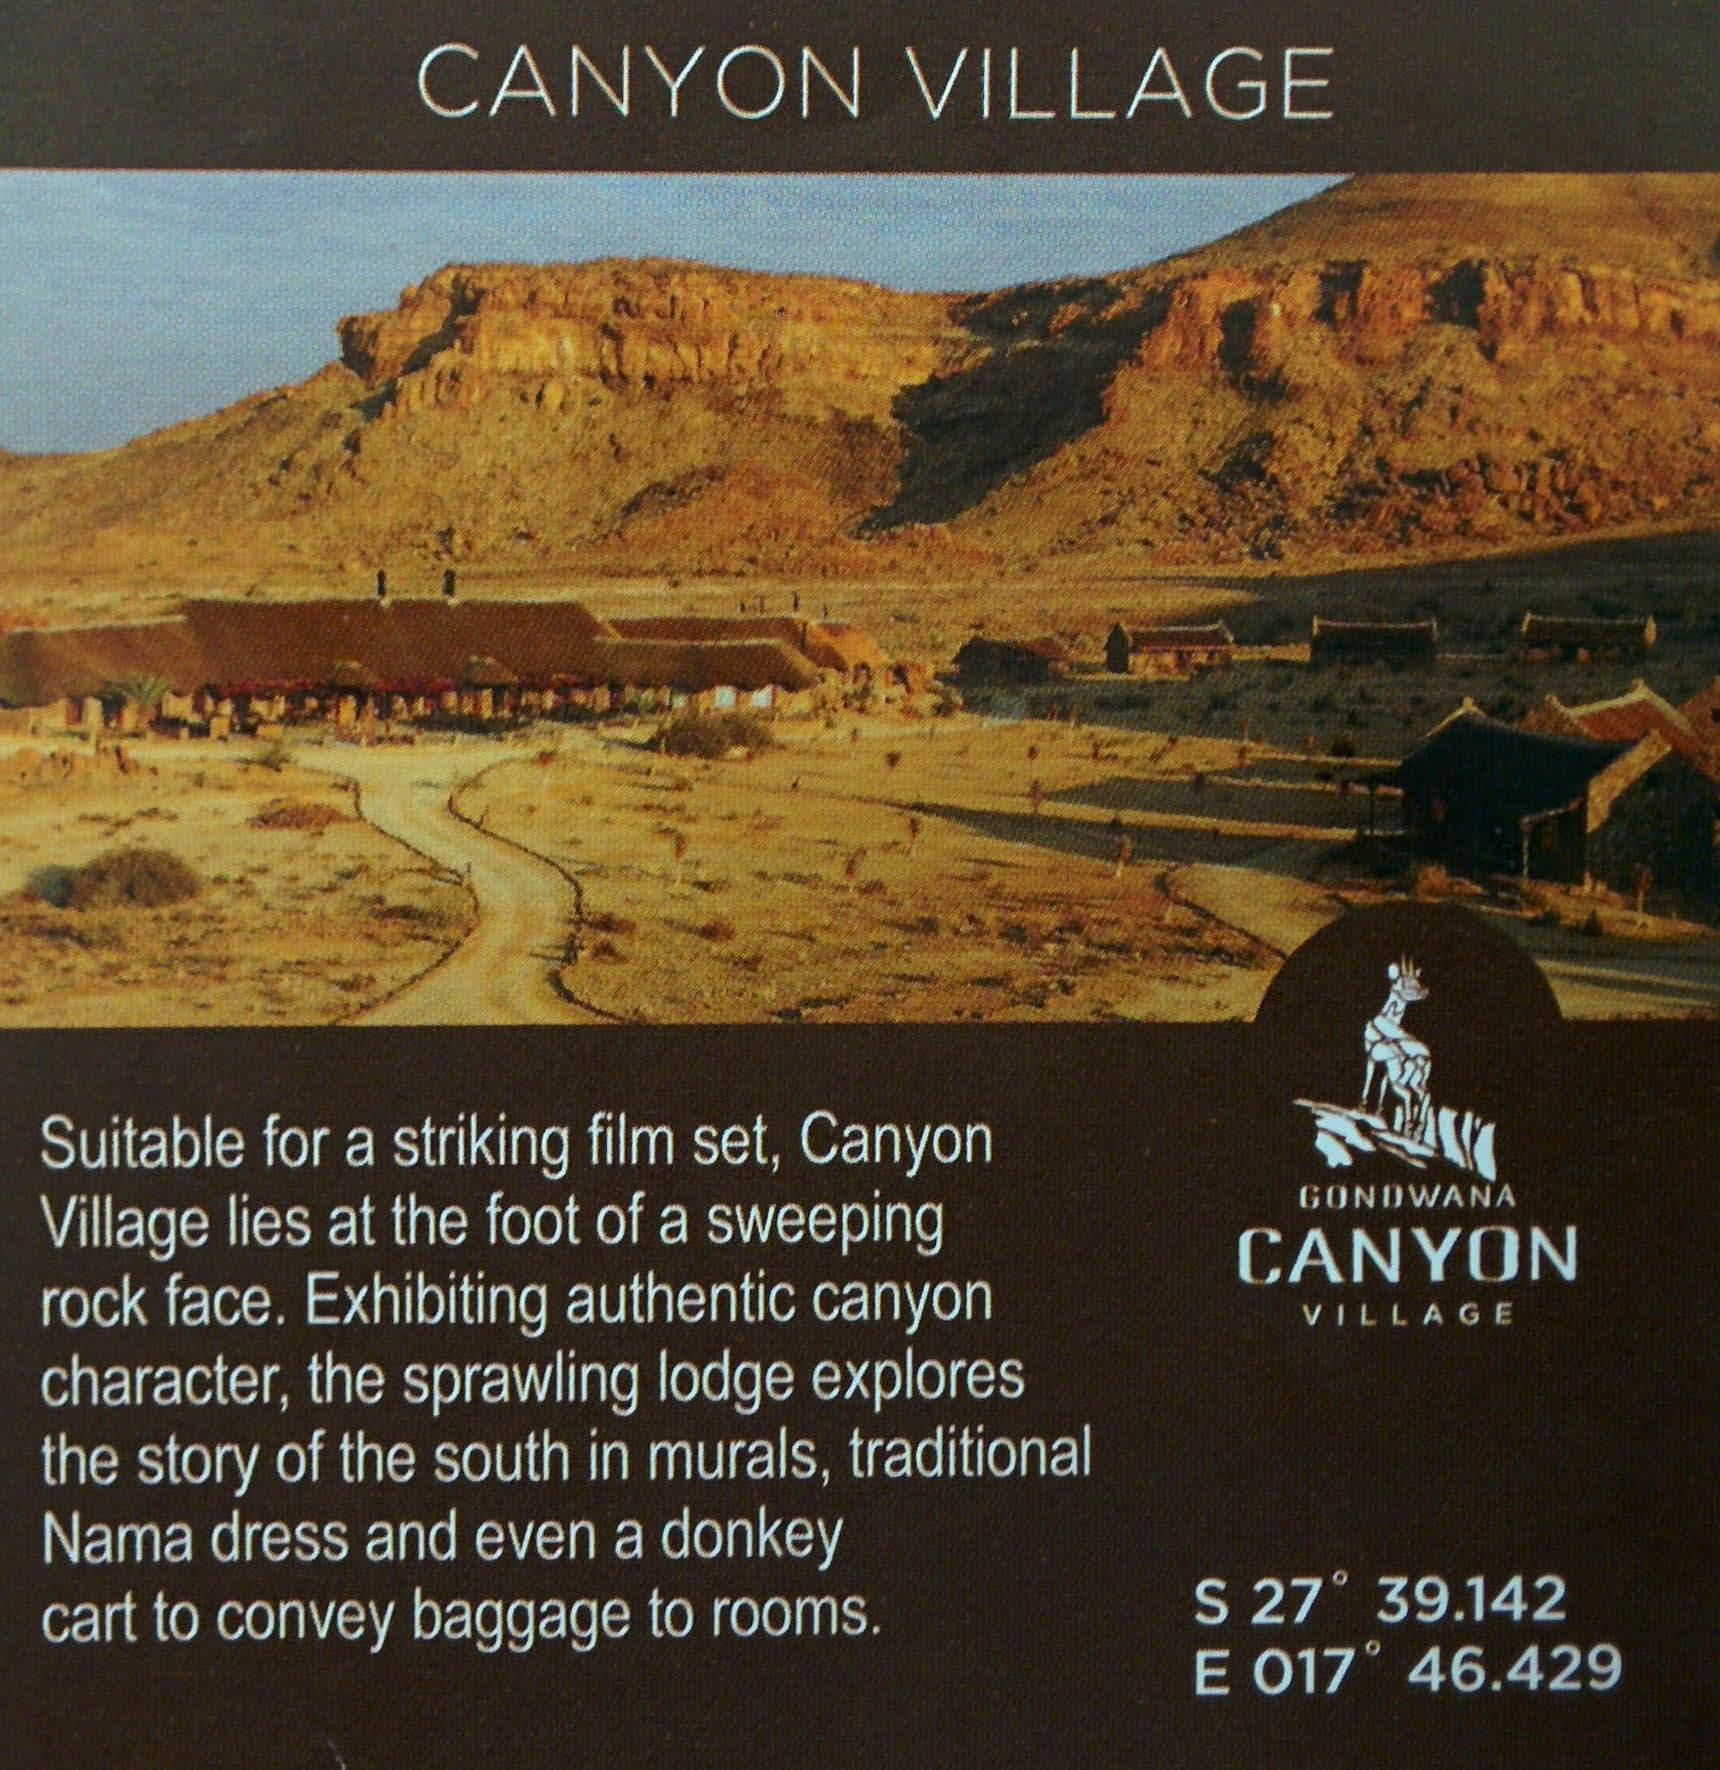 CANYON VILLAGE
Suitable for a striking film set, Canyon
Village lies at the foot of a sweeping
rock face. Exhibiting authentic canyon
character, the sprawling lodge explores
the story of the south in murals, traditional
Nama dress and even a donkey
cart to convey baggage to rooms.
GONDWANA
CANYON
VILLAGE
S 27° 39.142
E 017° 46.429